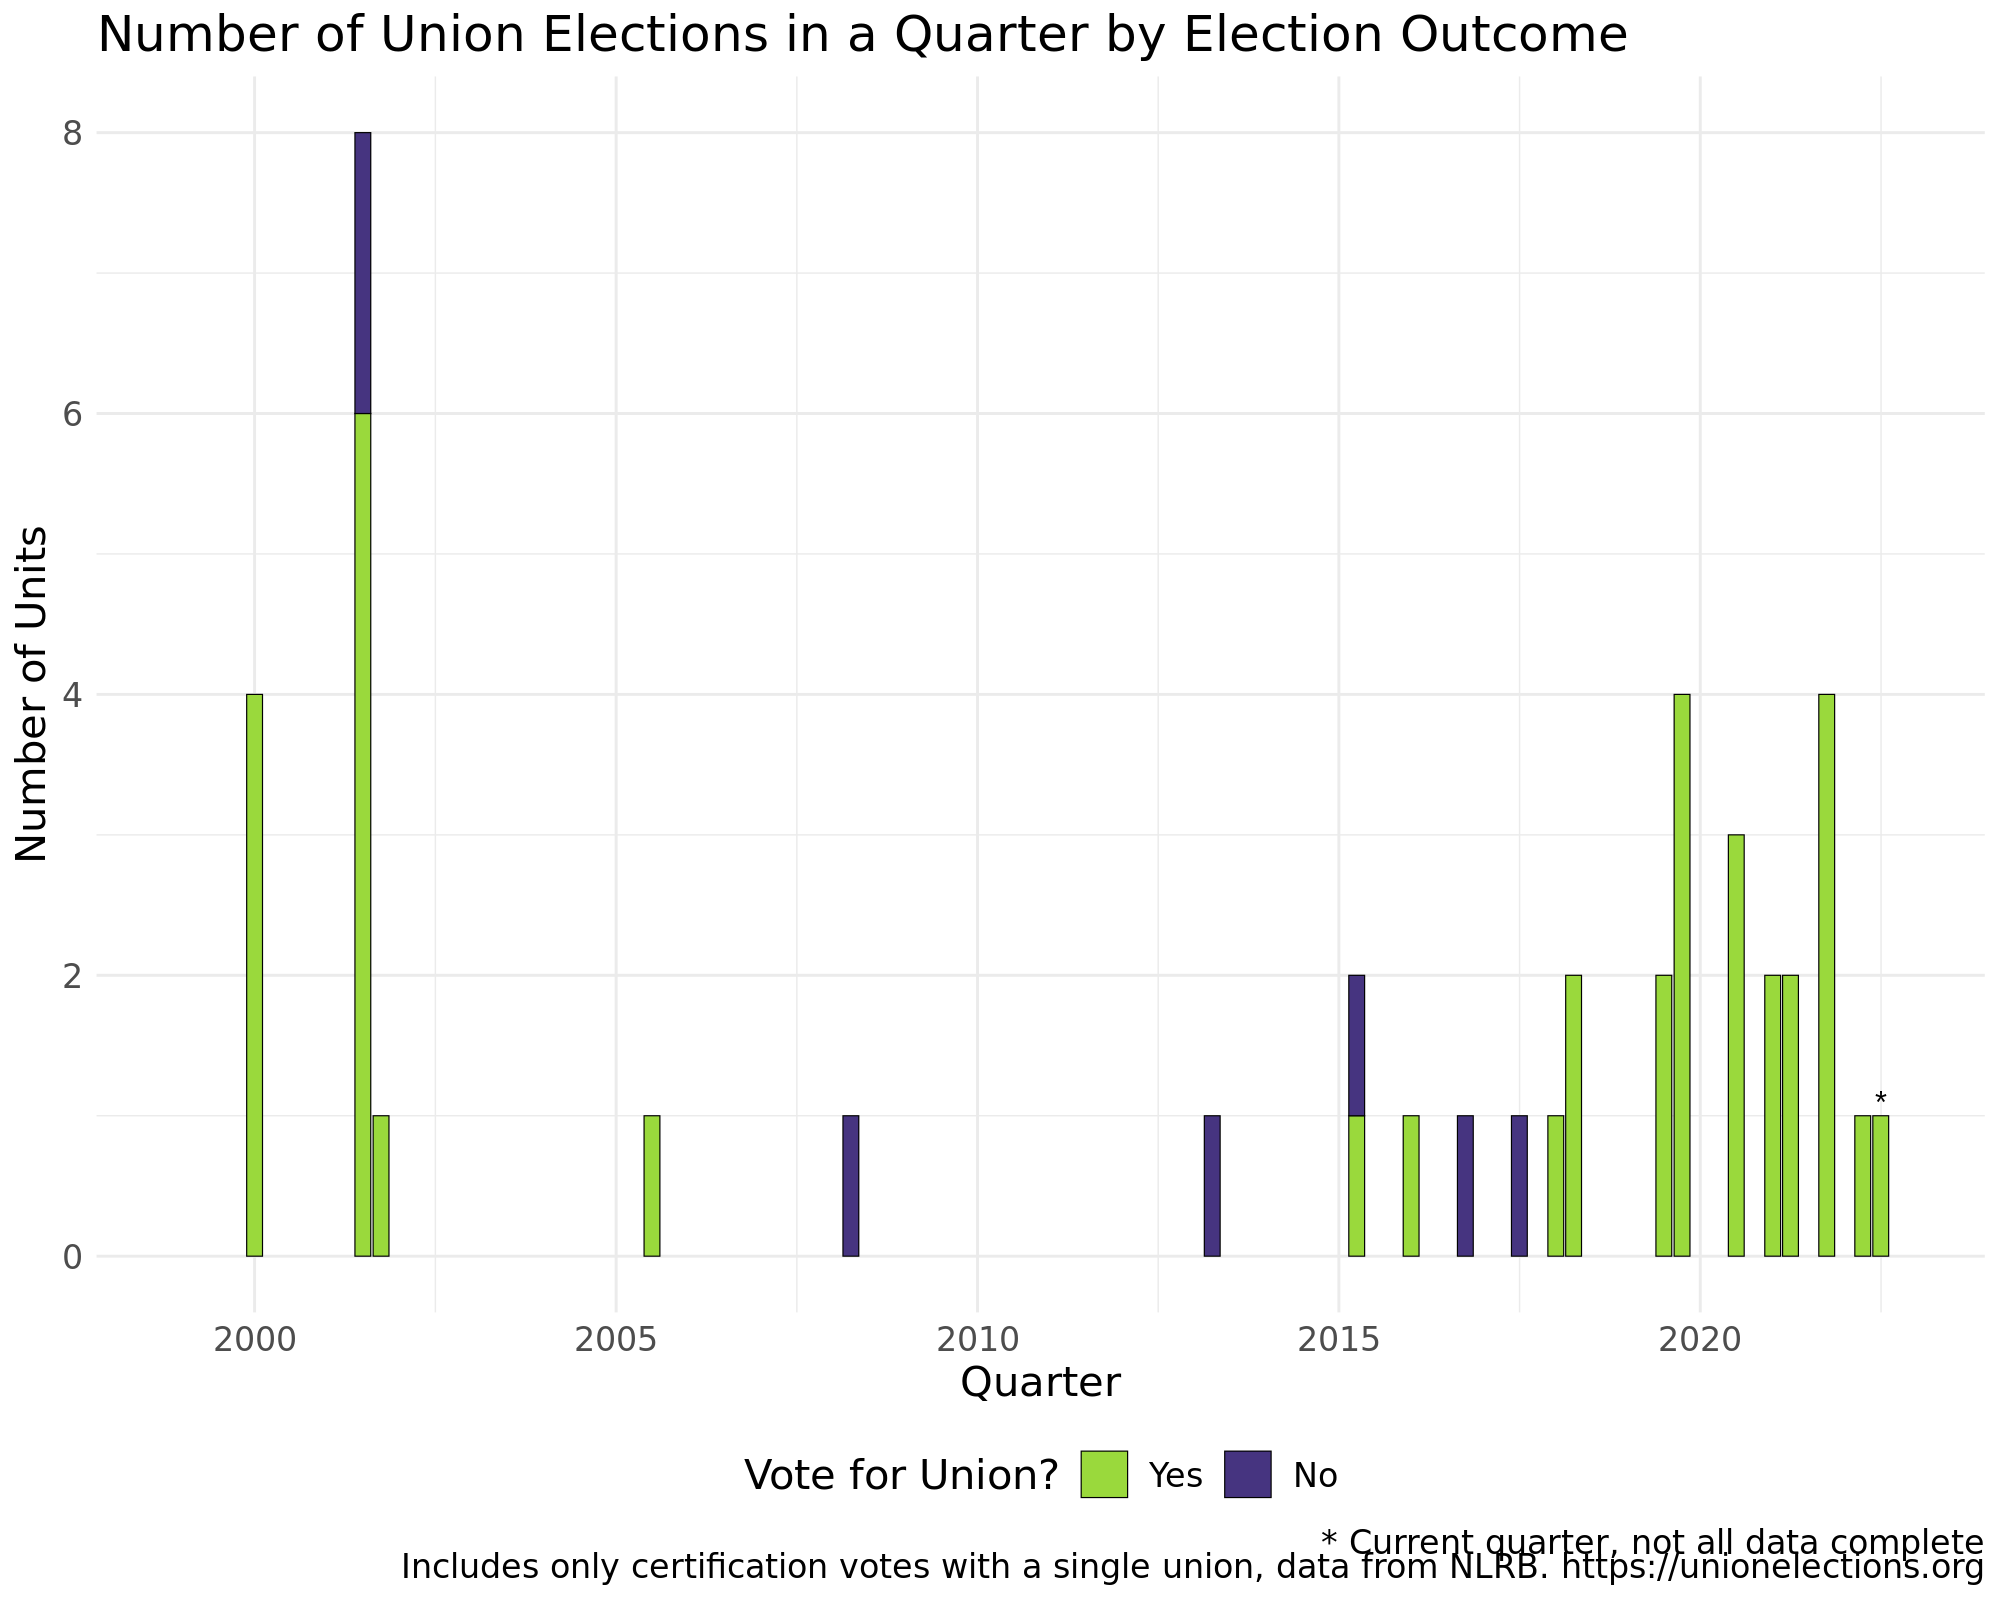 Number of Union Elections in a Quarter by Election Outcome
Number of Units
8
6
4
2
0
*
2000 2005 2010 2015 2020
Quarter
Vote for Union? Yes No
* Current quarter, not all data complete
Includes only certification votes with a single union, data from NLRB. https://unionelections.org